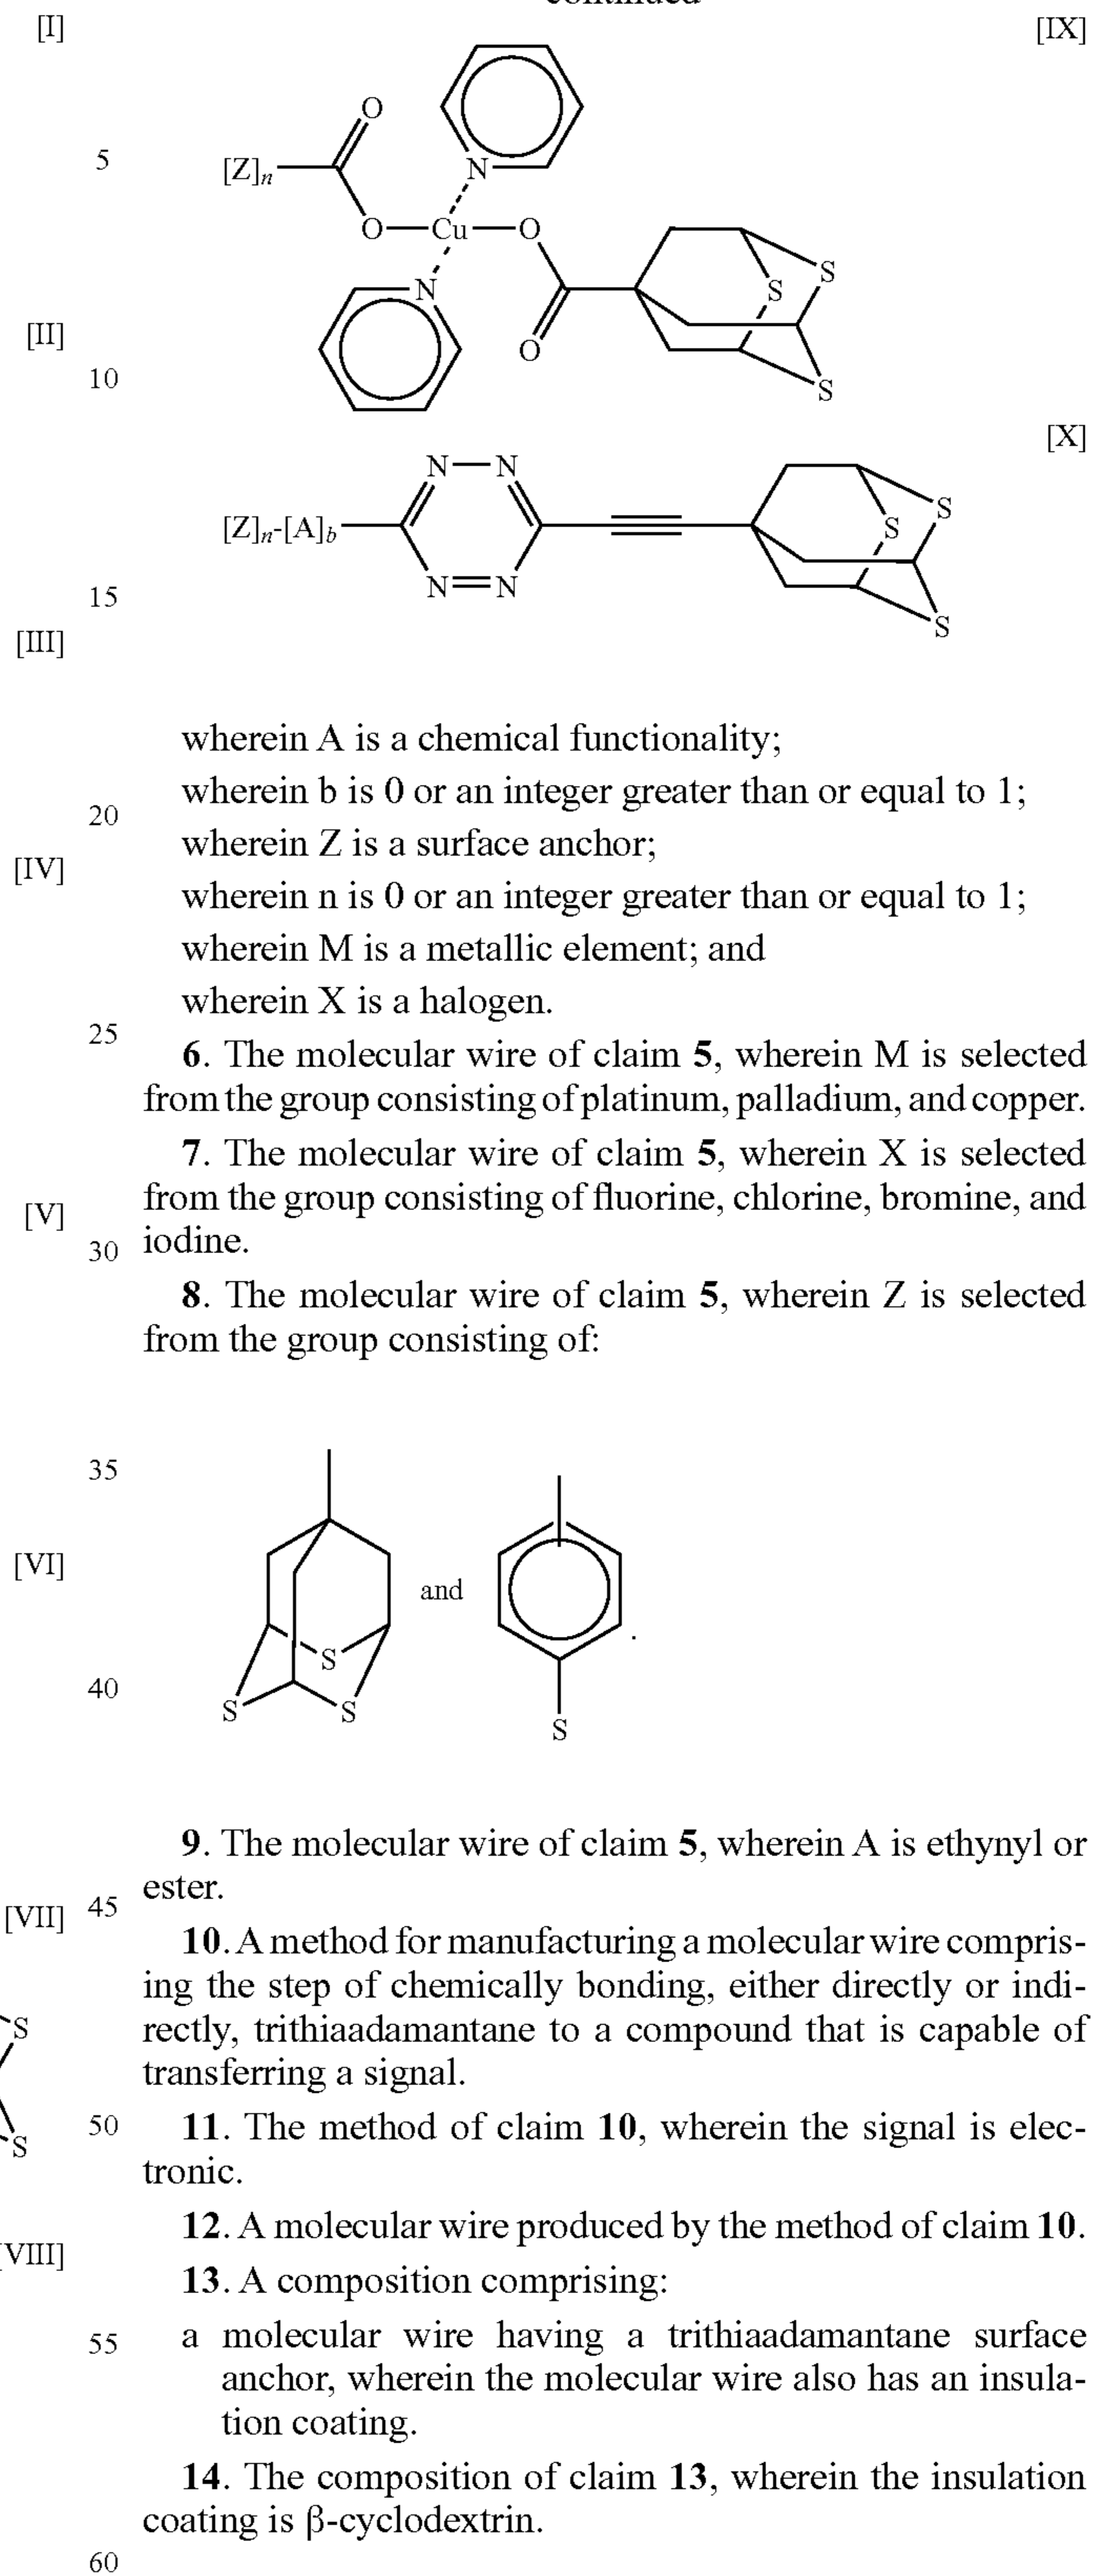 continued
[I]
[IX]
O
N
5
[Z]n
O
Cu
O
S
N
S
[II]
O
10
S
[X]
N
N
S
[Z]n-[A]b
S
N
N
15
S
[III]
wherein A is a chemical functionality;
wherein b is 0 or an integer greater than or equal to 1;
20
wherein Z is a surface anchor;
[IV]
wherein n is 0 or an integer greater than or equal to 1;
wherein M is a metallic element; and
wherein X is a halogen.
25
6. The molecular wire of claim 5, wherein M is selected
from the group consisting of platinum, palladium, and copper.
7. The molecular wire of claim 5, wherein X is selected
from the group consisting of fluorine, chlorine, bromine, and
[V]
30
iodine.
8. The molecular wire of claim 5, wherein Z is selected
from the group consisting of:
35
[VI]
and
S
.
40
S
S
S
9. The molecular wire of claim 5, wherein A is ethynyl or
ester.
[VII]
45
10. A method for manufacturing a molecular wire compris-
ing the step of chemically bonding, either directly or indi-
S
rectly, trithiaadamantane to a compound that is capable of
transferring a signal.
50
S
11. The method of claim 10, wherein the signal is elec-
tronic.
12. A molecular wire produced by the method of claim 10.
VIII]
13. A composition comprising:
55
a molecular wire having a trithiaadamantane surface
anchor, wherein the molecular wire also has an insula-
tion coating.
14. The composition of claim 13, wherein the insulation
coating is β-cyclodextrin.
60